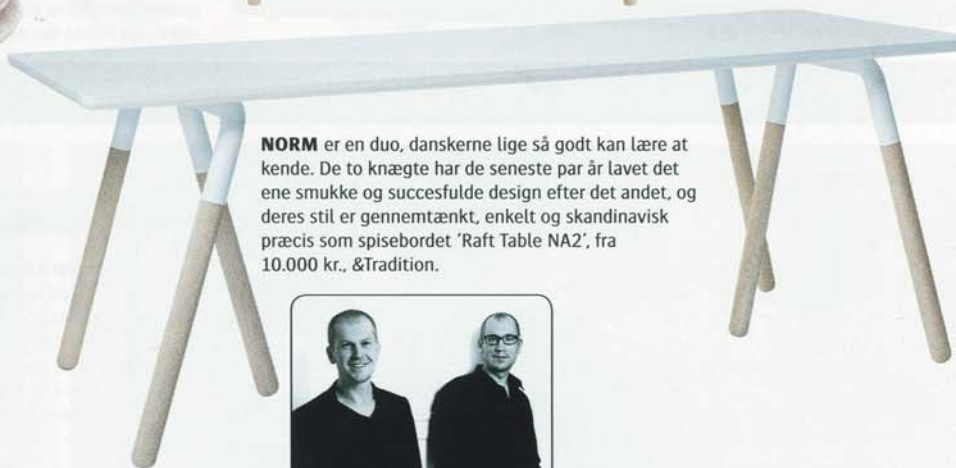 NORM er en duo, danskerne lige så godt kan lære at
kende. De to knægte har de seneste par år lavet det
ene smukke og succesfulde design efter det andet, og
deres stil er gennemtænkt, enkelt og skandinavisk
præcis som spisebordet ’Raft Table NA2’, fra
10.000 kr., &Tradition.